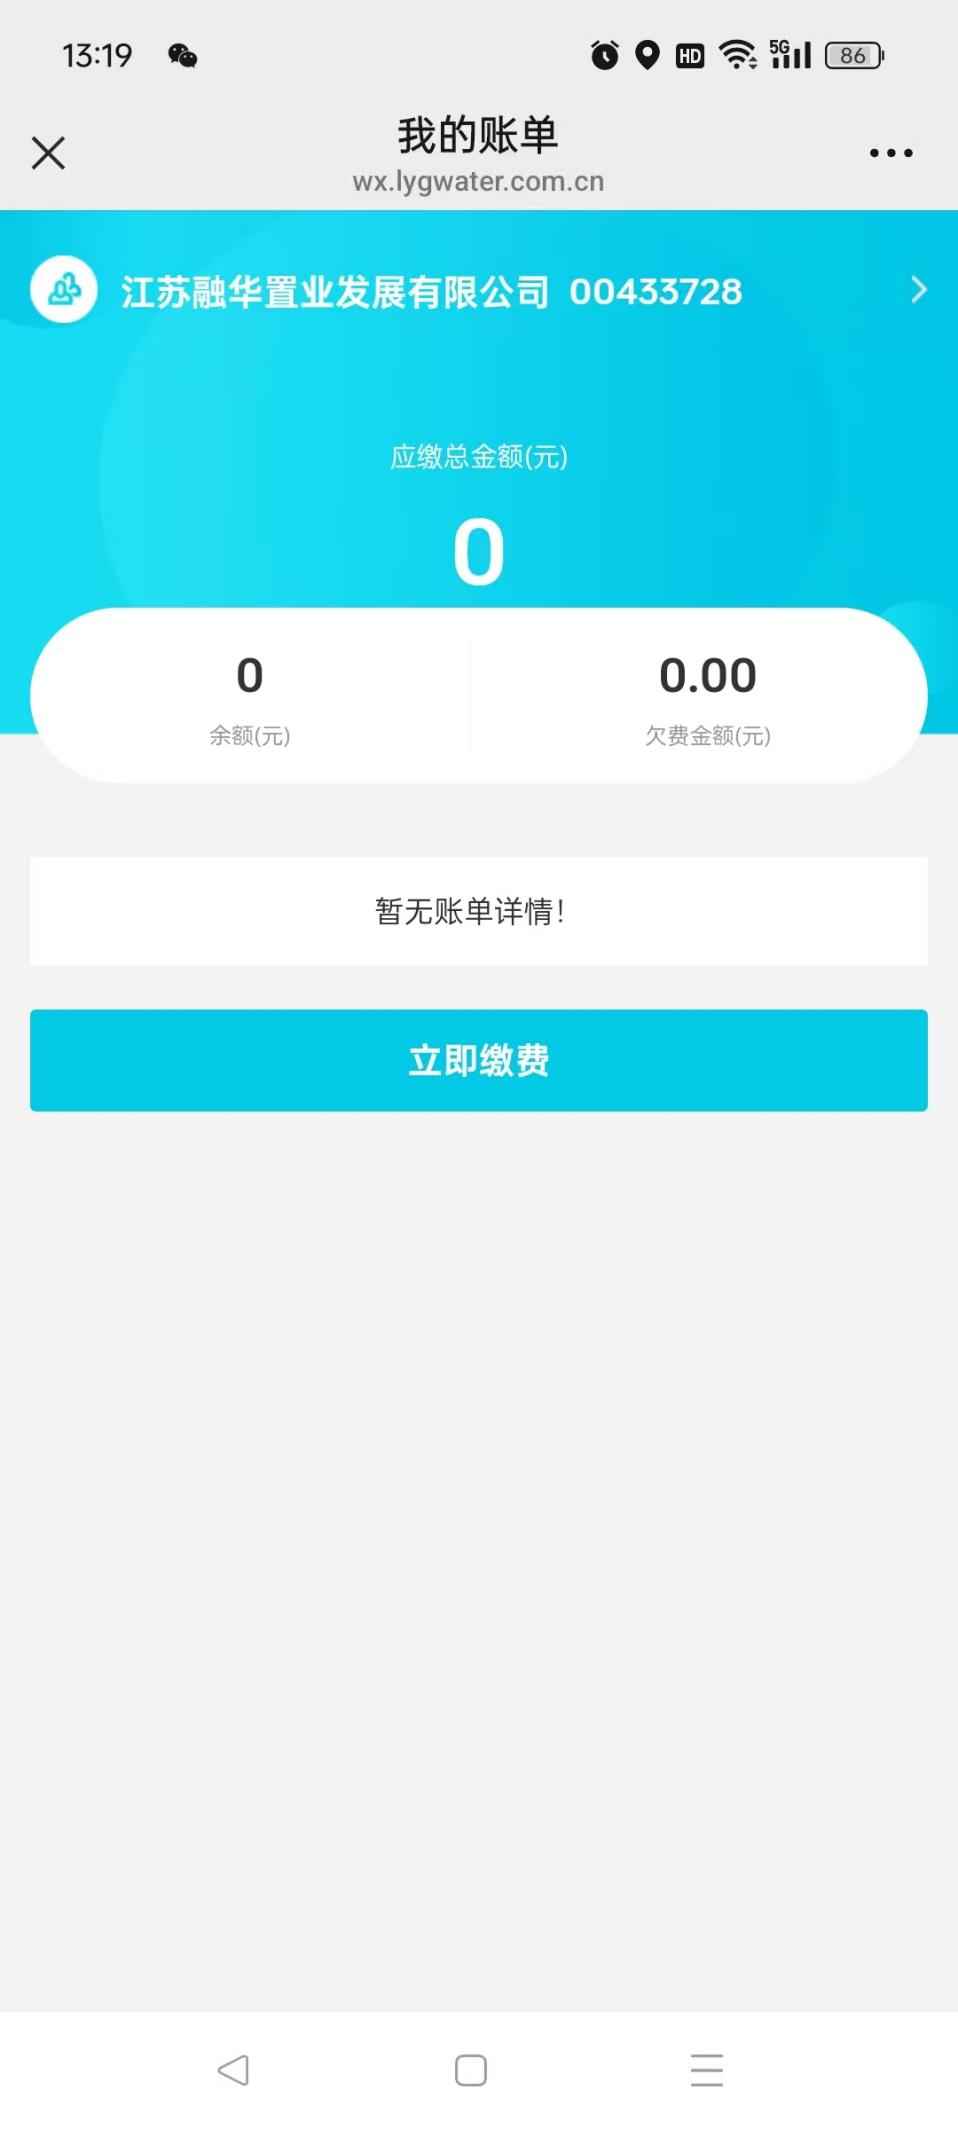 13:19
HD
5G
86
我的账单
wx.lygwater.com.cn
江苏融华置业发展有限公司 00433728
应缴总金额(元)
0
0
0.00
余额(元)
欠费金额(元)
暂无账单详情!
立即缴费